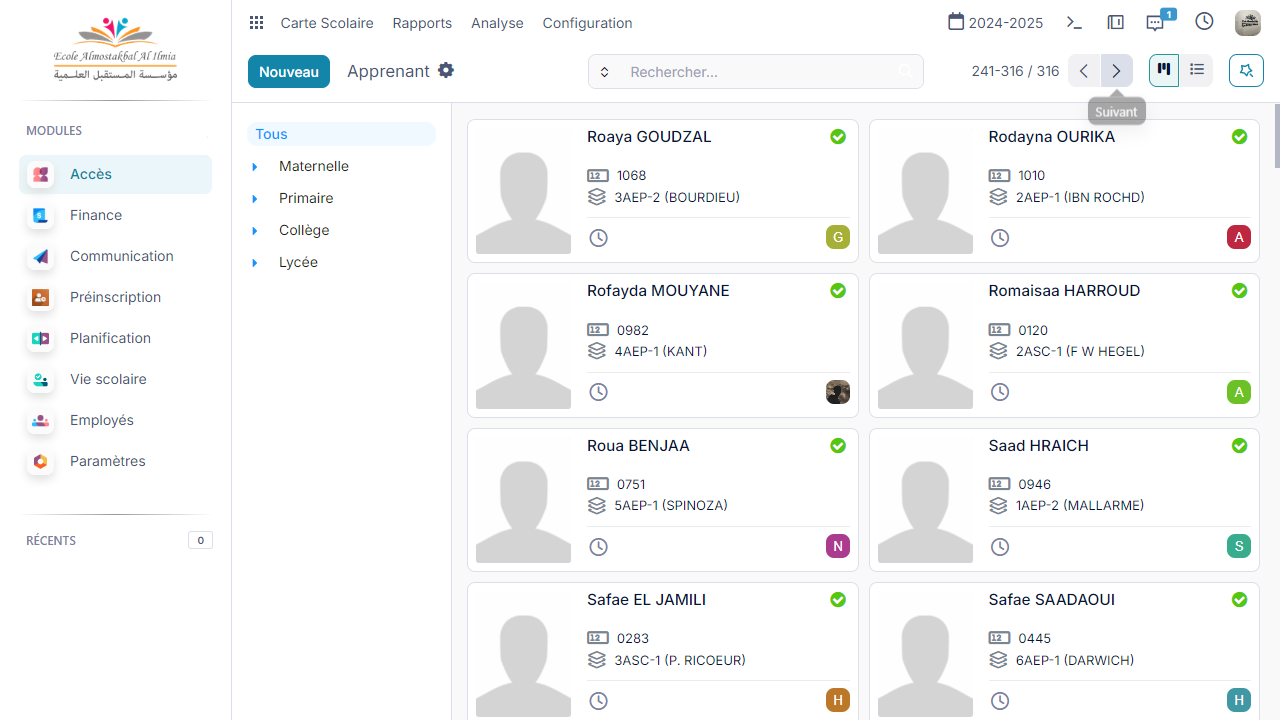 Ecole Almostakbal Al Ilmia
مؤسسة المستقبل العلمية
MODULES
Accès
Finance
Communication
Préinscription
Planification
Vie scolaire
Employés
Paramètres
RÉCENTS
0
Carte Scolaire
Rapports
Analyse
Configuration
2024-2025
1
Nouveau
Apprenant
Rechercher...
241-316 / 316
Suivant
Tous
Maternelle
Primaire
Collège
Lycée
Roaya GOUDZAL
12 1068
3AEP-2 (BOURDIEU)
G
Rodayna OURIKA
12 1010
2AEP-1 (IBN ROCHD)
A
Rofayda MOUYANE
12 0982
4AEP-1 (KANT)
Romaisaa HARROUD
12 0120
2ASC-1 (F W HEGEL)
A
Roua BENJAA
12 0751
5AEP-1 (SPINOZA)
N
Saad HRAICH
12 0946
1AEP-2 (MALLARME)
S
Safae EL JAMILI
12 0283
3ASC-1 (P. RICOEUR)
H
Safae SAADAOUI
12 0445
6AEP-1 (DARWICH)
H